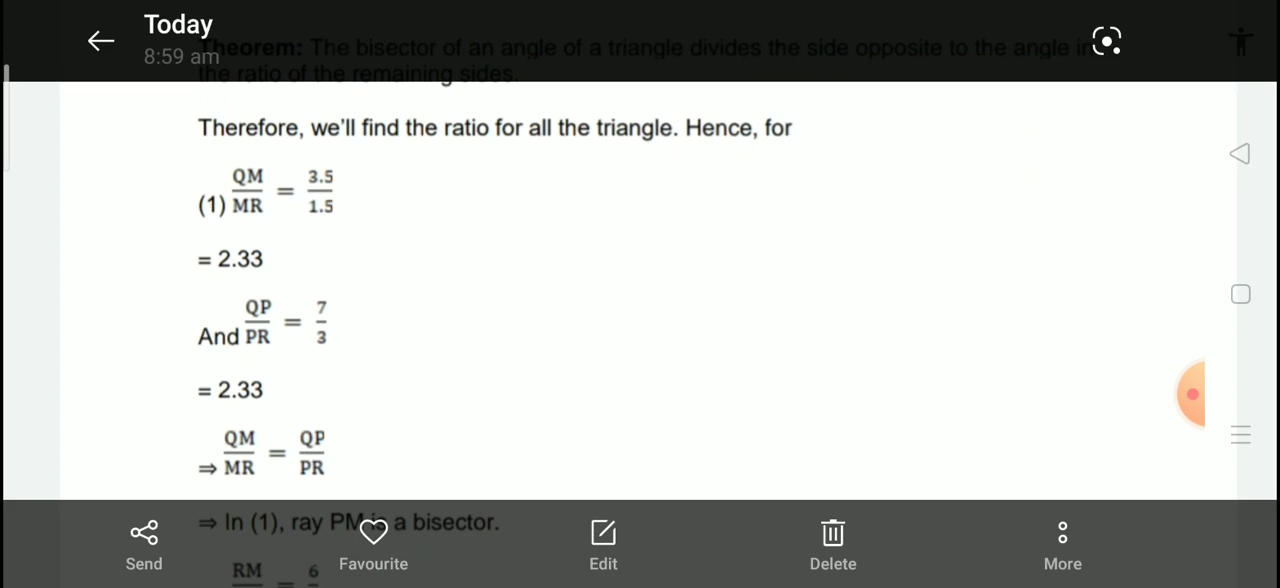 Today
8:59 am
Theorem: The bisector of an angle of a triangle divides the side opposite to the angle in
the ratio of the remaining sides.
Therefore, we'll find the ratio for all the triangle. Hence, for
(1) QM/MR = 3.5/1.5
= 2.33
And QP/PR = 7/3
= 2.33
⇒ QM/MR = QP/PR
⇒ In (1), ray PM is a bisector.
RM = 6
Send Favourite Edit Delete More